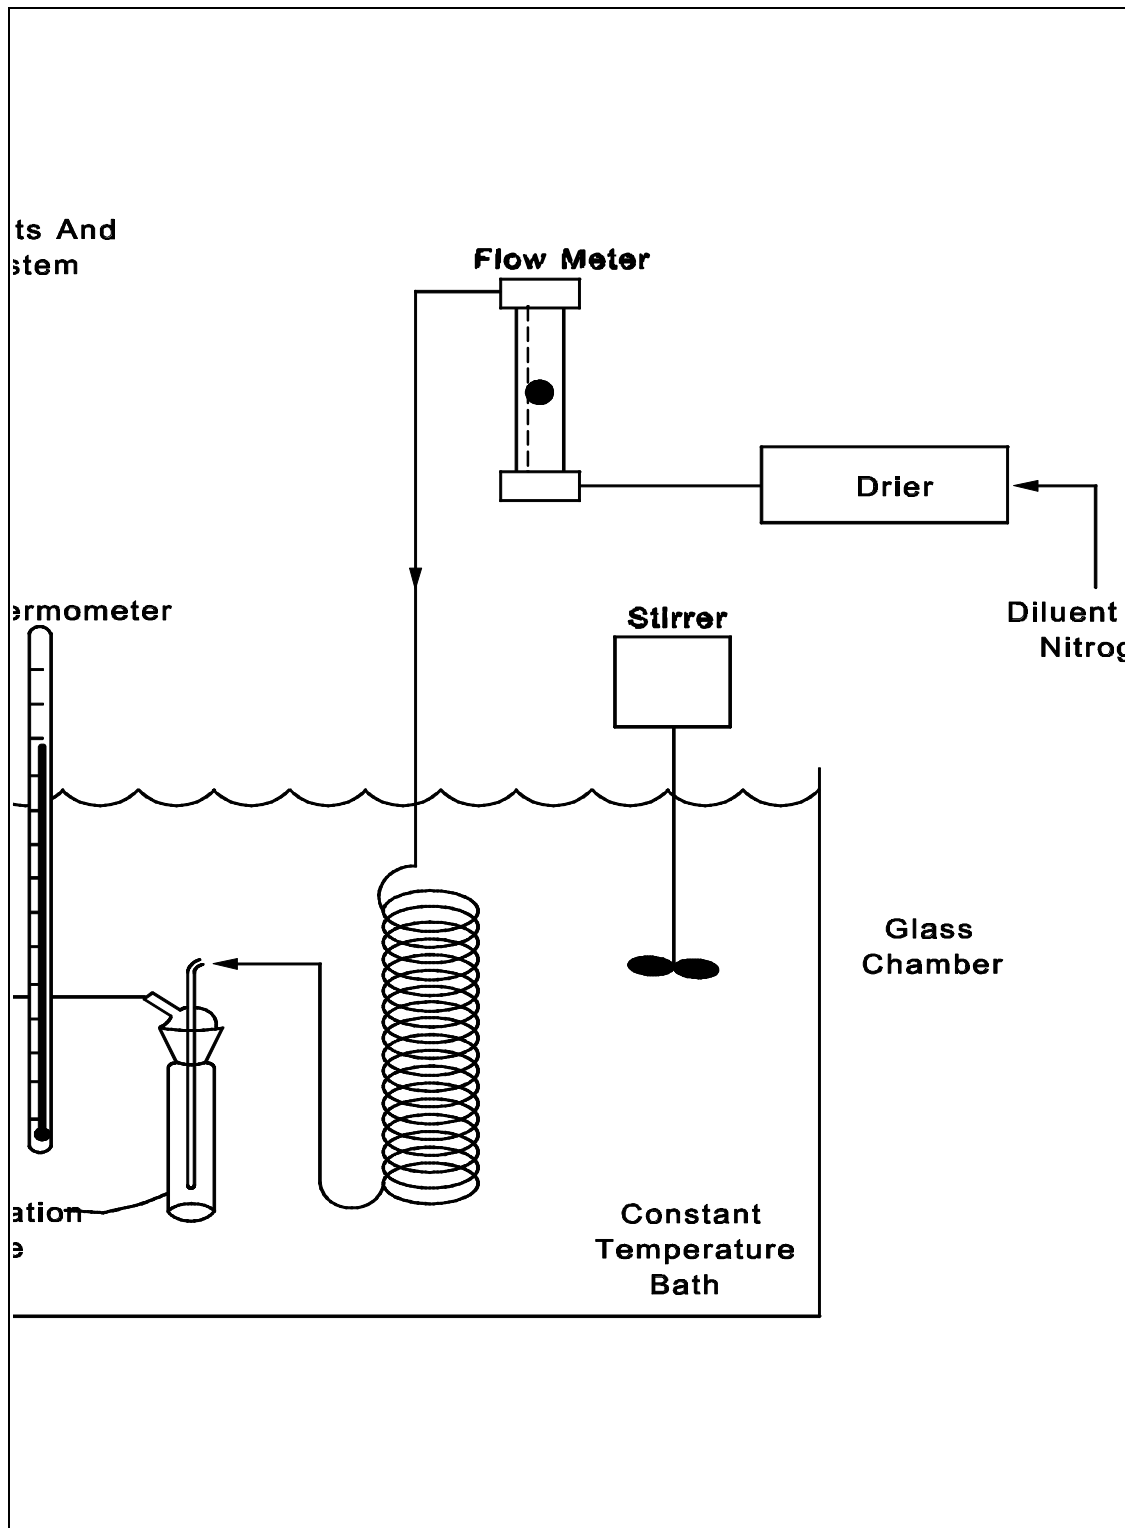 ts And
stem
Flow Meter
Drier
ermometer
Stirrer
Diluent
Nitrog
Glass
Chamber
ation
e
Constant
Temperature
Bath